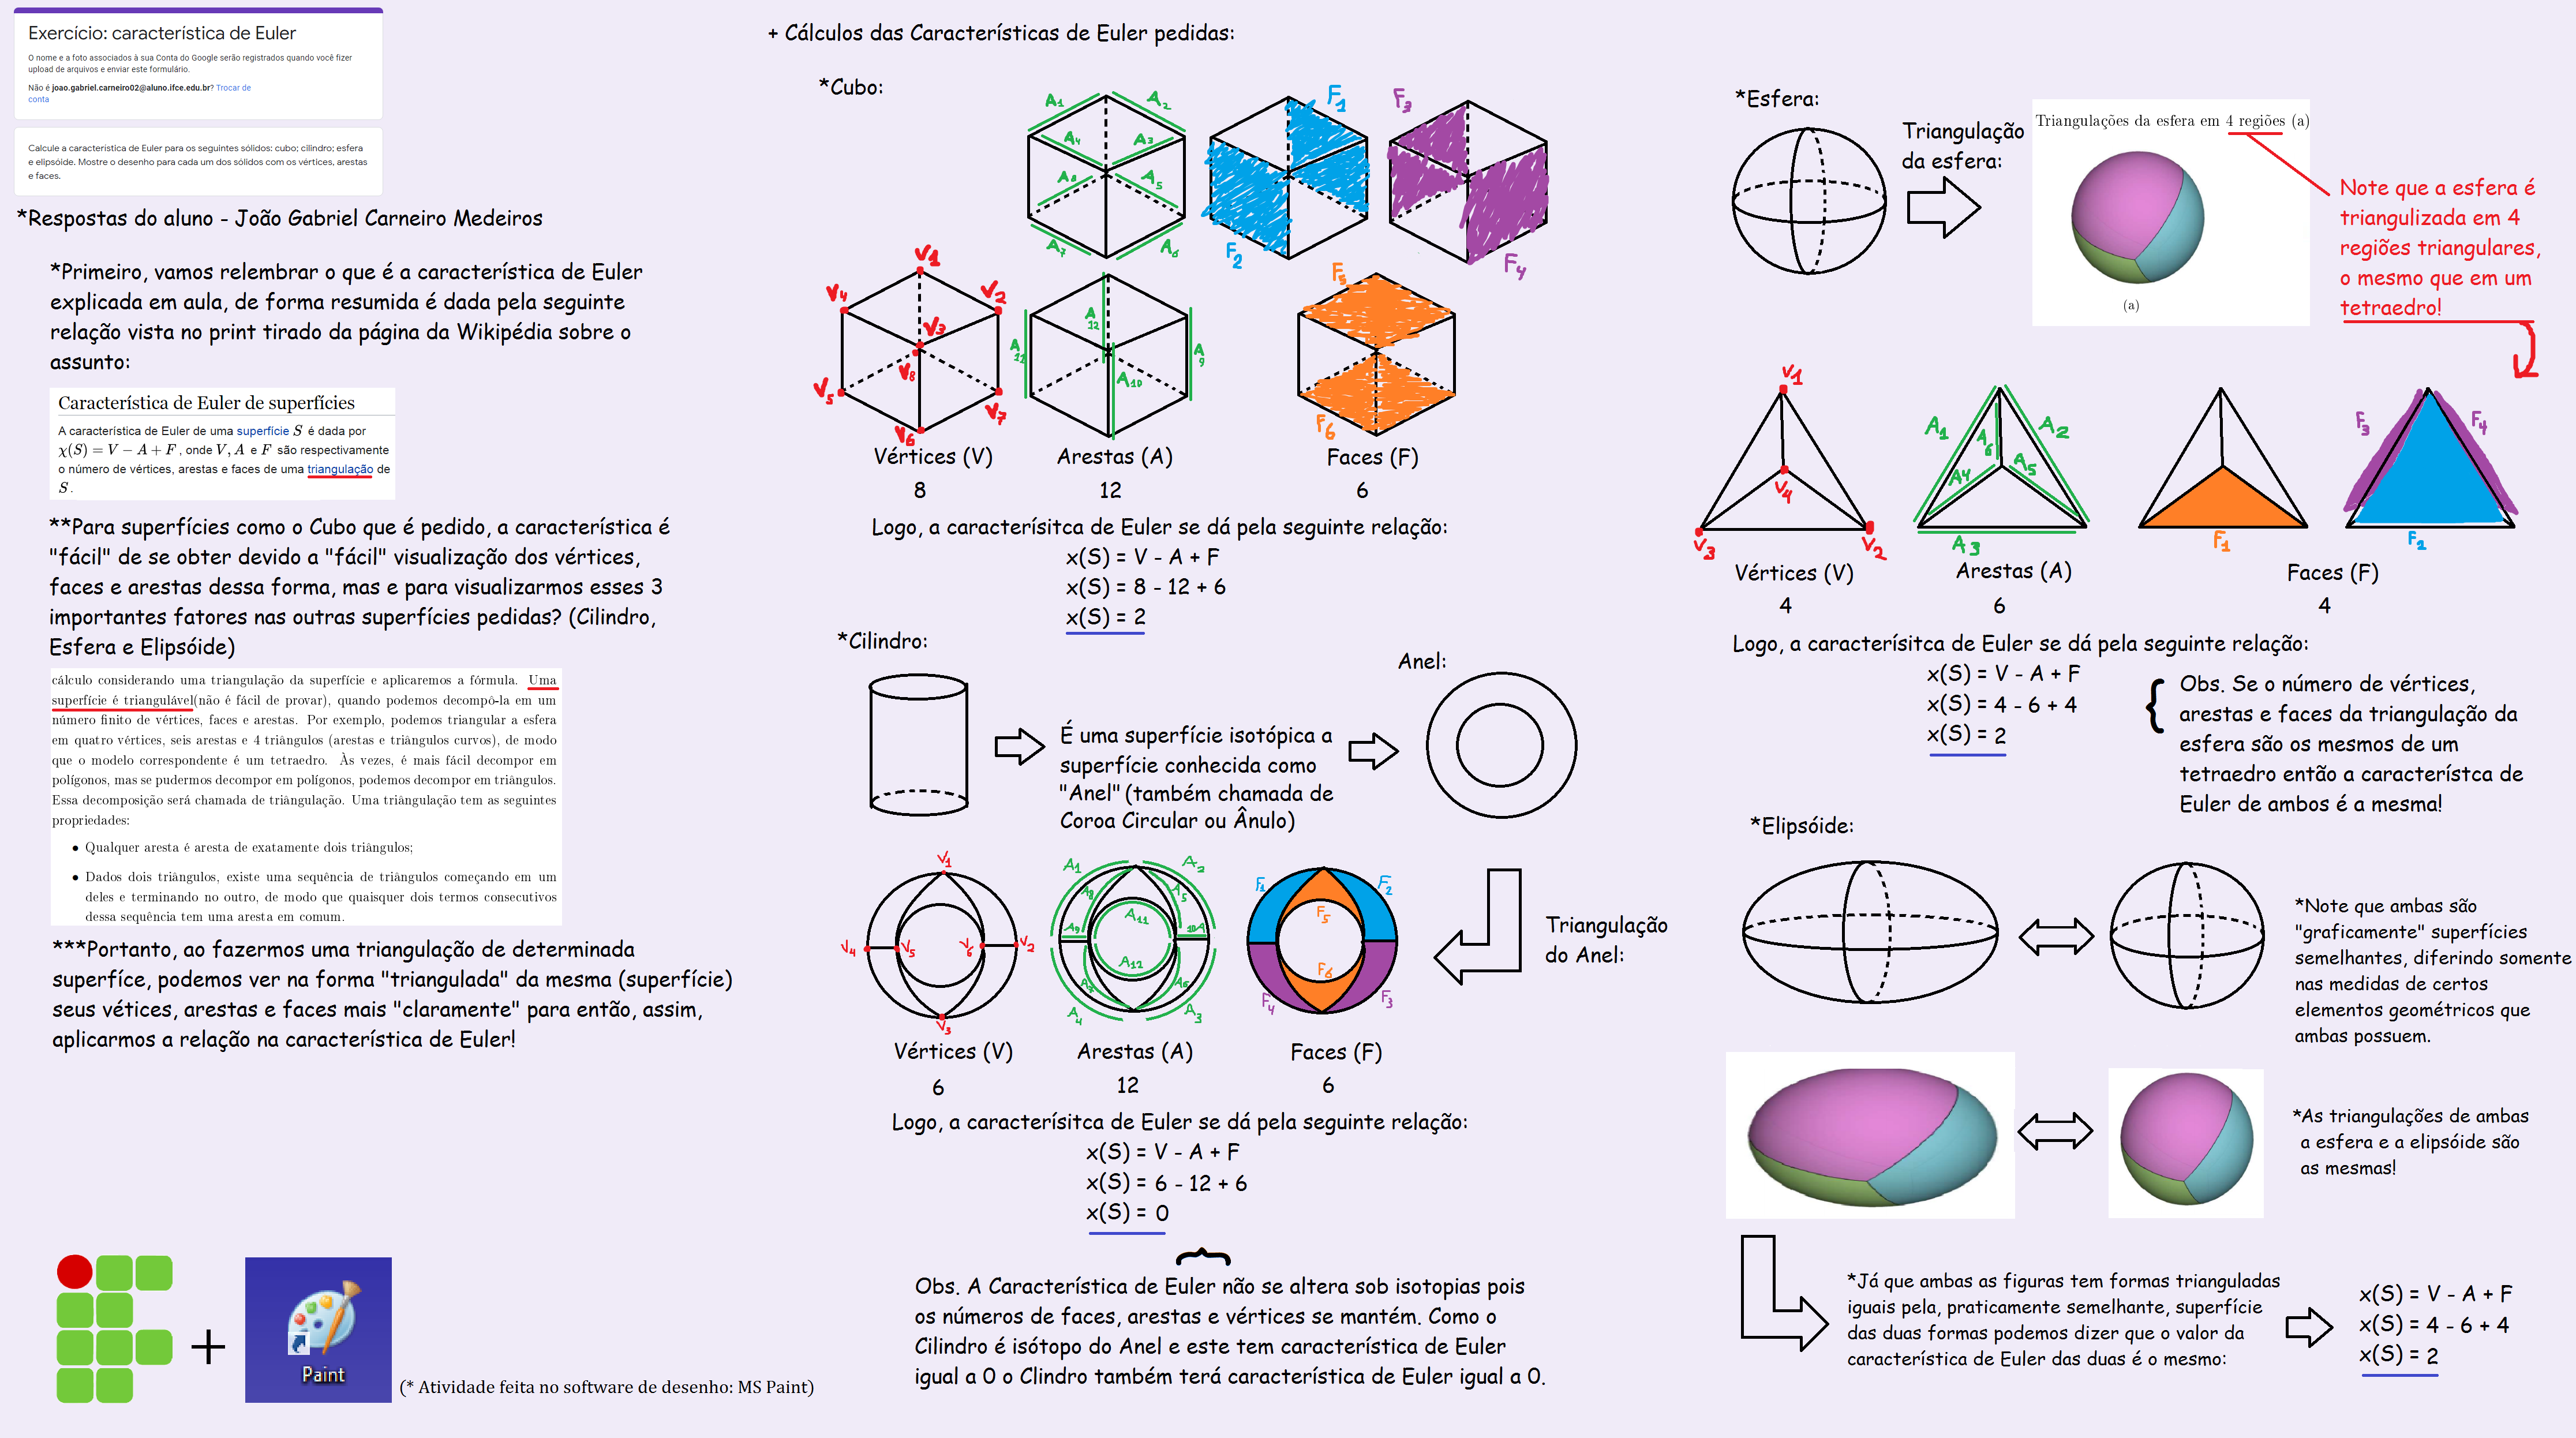 Exercício: característica de Euler
O nome e a foto associados à sua Conta do Google serão registrados quando você fizer
upload de arquivos e enviar este formulário.
Não é joao.gabriel.carneiro02@aluno.ifce.edu.br? Trocar de
conta
Calcule a característica de Euler para os seguintes sólidos: cubo; cilindro; esfera
e elipsóide. Mostre o desenho para cada um dos sólidos com os vértices, arestas
e faces.
*Respostas do aluno - João Gabriel Carneiro Medeiros
*Primeiro, vamos relembrar o que é a característica de Euler
explicada em aula, de forma resumida é dada pela seguinte
relação vista no print tirado da página da Wikipédia sobre o
assunto:
Característica de Euler de superfícies
A característica de Euler de uma superfície S é dada por
χ(S) = V − A + F, onde V, A e F são respectivamente
o número de vértices, arestas e faces de uma triangulação de
S.
**Para superfícies como o Cubo que é pedido, a característica é
"fácil" de se obter devido a "fácil" visualização dos vértices,
faces e arestas dessa forma, mas e para visualizarmos esses 3
importantes fatores nas outras superfícies pedidas? (Cilindro,
Esfera e Elipsóide)
cálculo considerando uma triangulação da superfície e aplicaremos a fórmula. Uma
superfície é triangulável(não é fácil de provar), quando podemos decompô-la em um
número finito de vértices, faces e arestas. Por exemplo, podemos triangular a esfera
em quatro vértices, seis arestas e 4 triângulos (arestas e triângulos curvos), de modo
que o modelo correspondente é um tetraedro. Às vezes, é mais fácil decompor em
polígonos, mas se pudermos decompor em polígonos, podemos decompor em triângulos.
Essa decomposição será chamada de triangulação. Uma triangulação tem as seguintes
propriedades:
• Qualquer aresta é aresta de exatamente dois triângulos;
• Dados dois triângulos, existe uma sequência de triângulos começando em um
deles e terminando no outro, de modo que quaisquer dois termos consecutivos
dessa sequência tem uma aresta em comum.
***Portanto, ao fazermos uma triangulação de determinada
superfíce, podemos ver na forma "triangulada" da mesma (superfície)
seus vétices, arestas e faces mais "claramente" para então, assim,
aplicarmos a relação na característica de Euler!
+
Paint
(* Atividade feita no software de desenho: MS Paint)
+ Cálculos das Características de Euler pedidas:
*Cubo:
A1 A2
A4 A3
A8 A5
A7 A6
F1
F2
F3
F4
V1
V4 V2
V3
V8
V5 V7
V6
A12
A11 A9
A10
F5
F6
Vértices (V) Arestas (A) Faces (F)
8 12 6
Logo, a caracterísitca de Euler se dá pela seguinte relação:
x(S) = V - A + F
x(S) = 8 - 12 + 6
x(S) = 2
*Cilindro:
É uma superfície isotópica a
superfície conhecida como
"Anel" (também chamada de
Coroa Circular ou Ânulo)
Anel:
Triangulação
do Anel:
V1
V4 V5 V6 V2
V3
A1 A2
A8 A5
A11
A9 10A
A12
A7 A6
A4 A3
F1 F2
F5
F6
F4 F3
Vértices (V) Arestas (A) Faces (F)
6 12 6
Logo, a caracterísitca de Euler se dá pela seguinte relação:
x(S) = V - A + F
x(S) = 6 - 12 + 6
x(S) = 0
Obs. A Característica de Euler não se altera sob isotopias pois
os números de faces, arestas e vértices se mantém. Como o
Cilindro é isótopo do Anel e este tem característica de Euler
igual a 0 o Clindro também terá característica de Euler igual a 0.
*Esfera:
Triangulação
da esfera:
Triangulações da esfera em 4 regiões (a)
(a)
Note que a esfera é
triangulizada em 4
regiões triangulares,
o mesmo que em um
tetraedro!
V1
V4
V3 V2
A1 A2
A6
A4 A5
A3
F1
F3 F4
F2
Vértices (V) Arestas (A) Faces (F)
4 6 4
Logo, a caracterísitca de Euler se dá pela seguinte relação:
x(S) = V - A + F
x(S) = 4 - 6 + 4
x(S) = 2
Obs. Se o número de vértices,
arestas e faces da triangulação da
esfera são os mesmos de um
tetraedro então a característca de
Euler de ambos é a mesma!
*Elipsóide:
*Note que ambas são
"graficamente" superfícies
semelhantes, diferindo somente
nas medidas de certos
elementos geométricos que
ambas possuem.
*As triangulações de ambas
a esfera e a elipsóide são
as mesmas!
*Já que ambas as figuras tem formas trianguladas
iguais pela, praticamente semelhante, superfície
das duas formas podemos dizer que o valor da
característica de Euler das duas é o mesmo:
x(S) = V - A + F
x(S) = 4 - 6 + 4
x(S) = 2